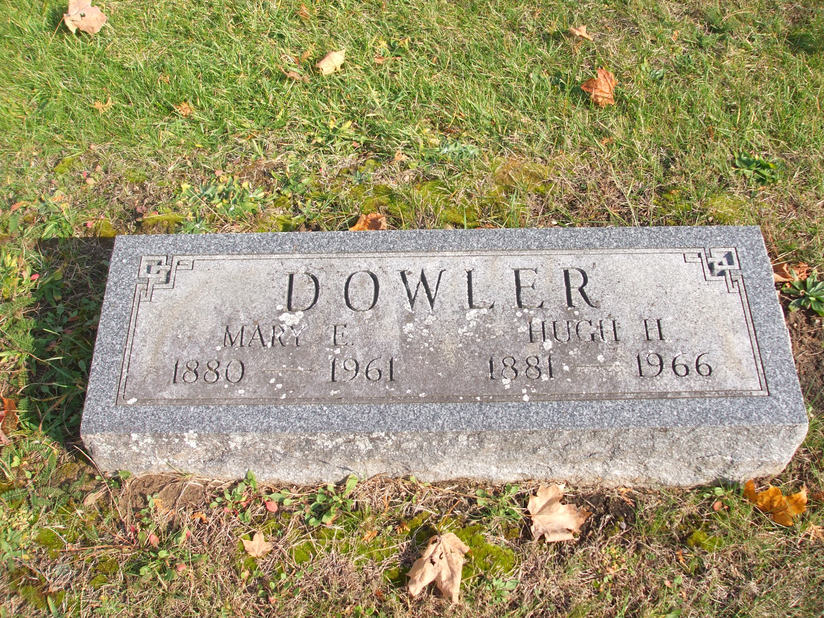 DOWLER
MARY E. HUGH H.
1880 — 1961 1881 — 1966